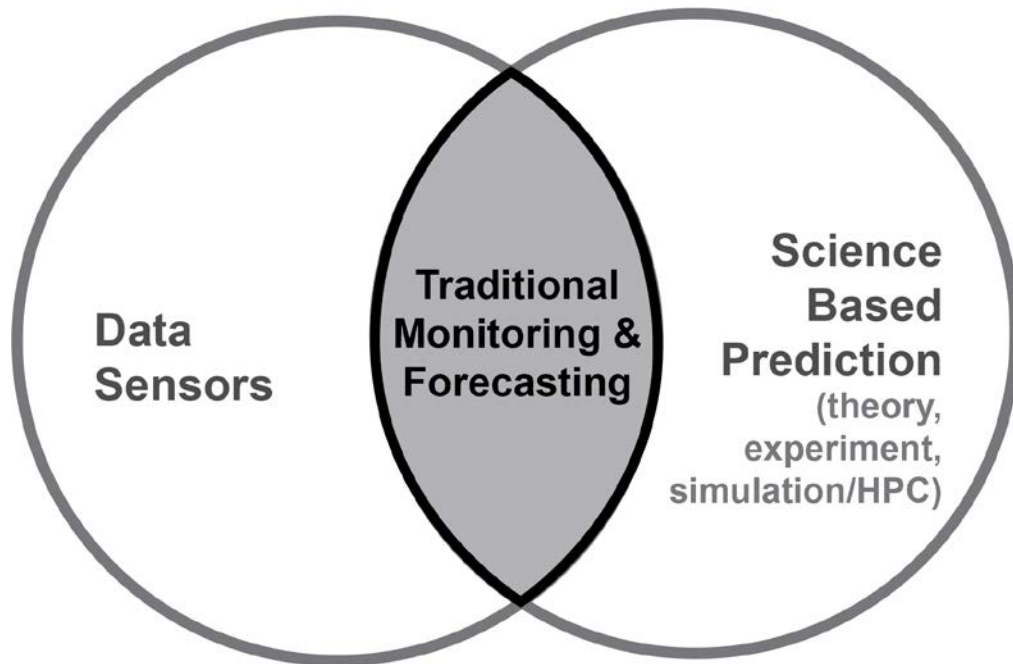 Data
Sensors
Traditional
Monitoring &
Forecasting
Science
Based
Prediction
(theory,
experiment,
simulation/HPC)